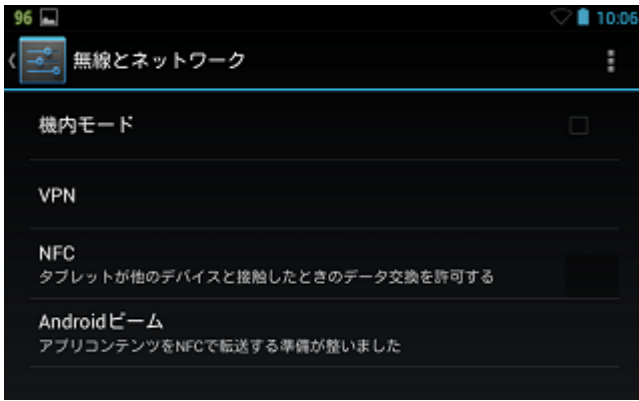 96 10:06
無線とネットワーク
機内モード
VPN
NFC
タブレットが他のデバイスと接触したときのデータ交換を許可する
Androidビーム
アプリコンテンツをNFCで転送する準備が整いました